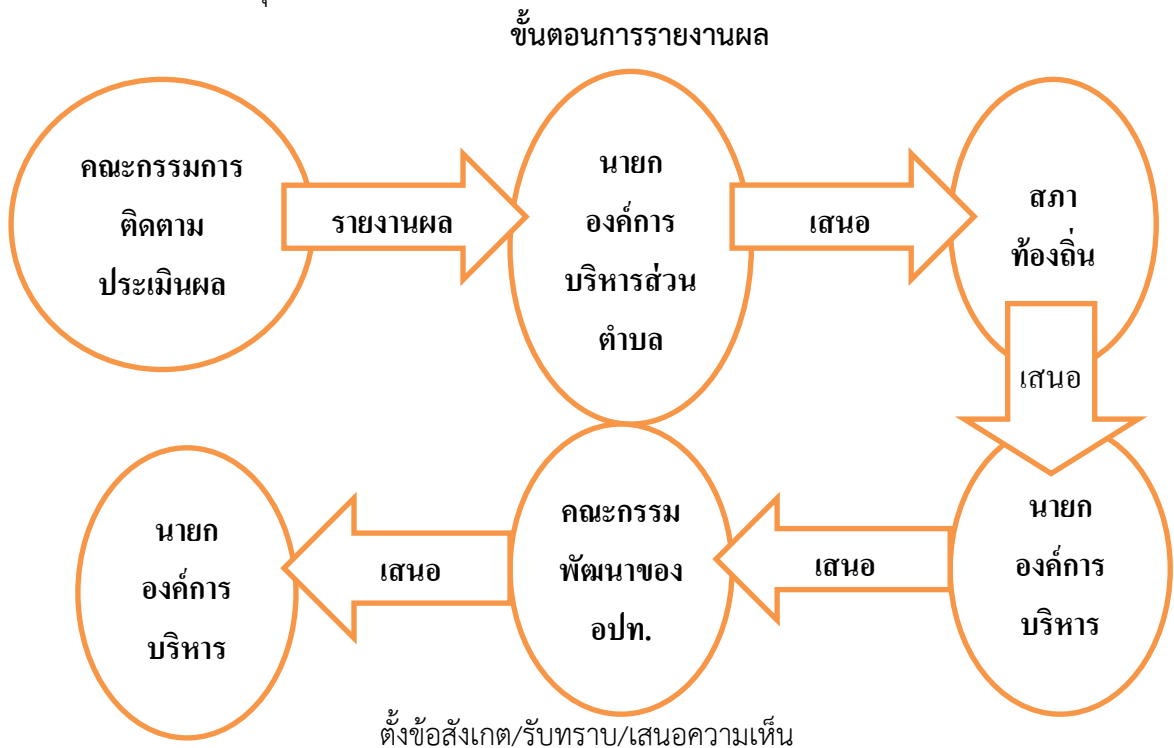 ขั้นตอนการรายงานผล
คณะกรรมการ
ติดตาม
ประเมินผล
รายงานผล
นายก
องค์การ
บริหารส่วน
ตำบล
เสนอ
สภา
ท้องถิ่น
เสนอ
นายก
องค์การ
บริหาร
เสนอ
คณะกรรม
พัฒนาของ
อปท.
เสนอ
นายก
องค์การ
บริหาร
ตั้งข้อสังเกต/รับทราบ/เสนอความเห็น